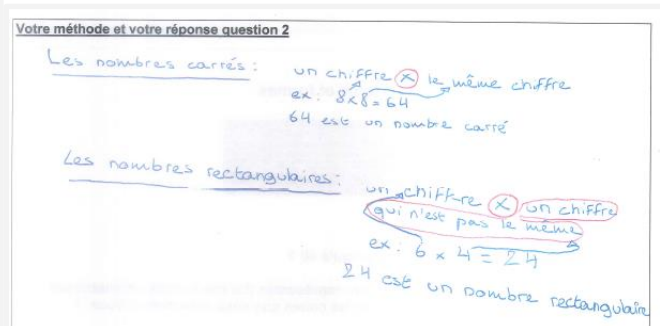 Votre méthode et votre réponse question 2
Les nombres carrés :
un chiffre × le même chiffre
ex : 8×8 = 64
64 est un nombre carré
Les nombres rectangulaires :
un chiffre × un chiffre
qui n'est pas le même
ex : 6 × 4 = 24
24 est un nombre rectangulaire